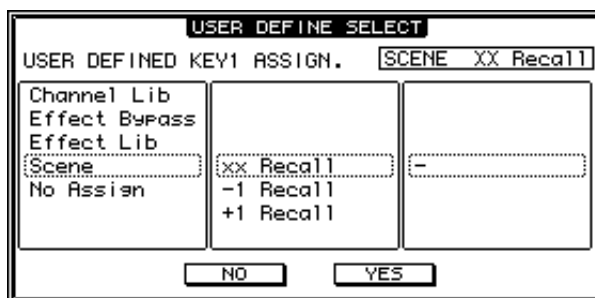 USER DEFINE SELECT
USER DEFINED KEY1 ASSIGN. SCENE XX Recall
Channel Lib
Effect Bypass
Effect Lib
Scene
No Assign
xx Recall
-1 Recall
+1 Recall
-
NO YES